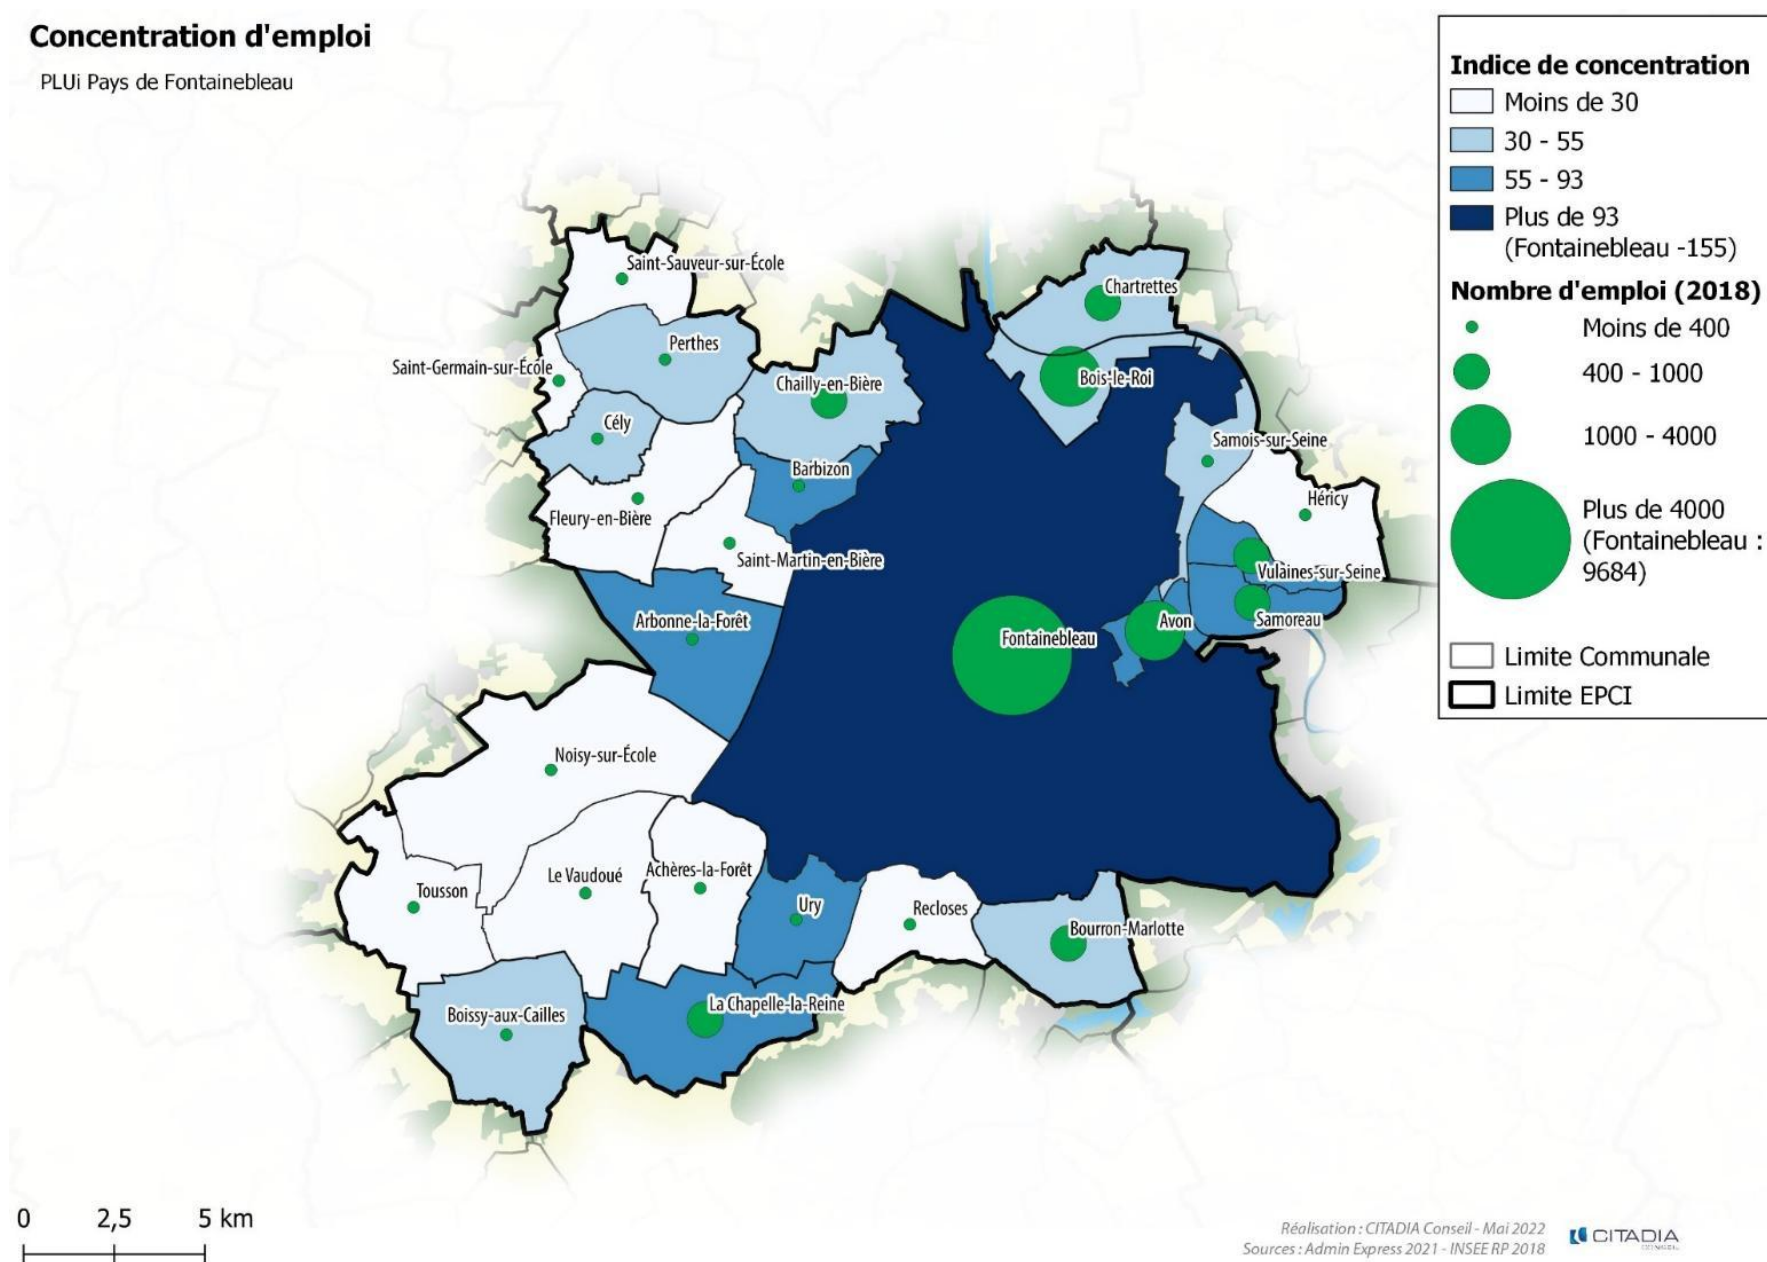 Concentration d'emploi
PLUi Pays de Fontainebleau
Indice de concentration
Moins de 30
30 - 55
55 - 93
Plus de 93
(Fontainebleau -155)
Nombre d'emploi (2018)
Moins de 400
400 - 1000
1000 - 4000
Plus de 4000
(Fontainebleau :
9684)
Limite Communale
Limite EPCI
Saint-Sauveur-sur-École
Chartrettes
Perthes
Saint-Germain-sur-École
Chailly-en-Bière
Bois-le-Roi
Cély
Samois-sur-Seine
Barbizon
Héricy
Fleury-en-Bière
Saint-Martin-en-Bière
Vulaines-sur-Seine
Arbonne-la-Forêt
Fontainebleau
Avon
Samoreau
Noisy-sur-École
Achères-la-Forêt
Le Vaudoué
Tousson
Ury
Recloses
Bourron-Marlotte
La Chapelle-la-Reine
Boissy-aux-Cailles
0 2,5 5 km
Réalisation : CITADIA Conseil - Mai 2022
Sources : Admin Express 2021 - INSEE RP 2018
CITADIA
CONSEIL